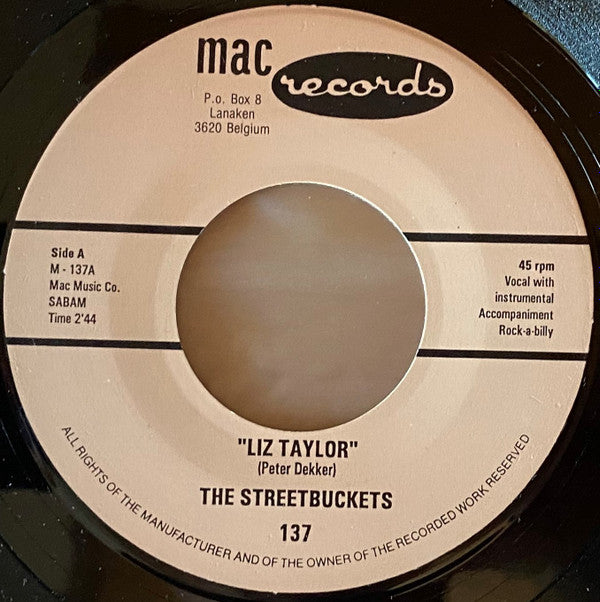 mac records
P.o. Box 8
Lanaken
3620 Belgium
Side A
M - 137A
Mac Music Co.
SABAM
Time 2'44
45 rpm
Vocal with
instrumental
Accompaniment
Rock-a-billy
"LIZ TAYLOR"
(Peter Dekker)
THE STREETBUCKETS
137
ALL RIGHTS OF THE MANUFACTURER AND OF THE OWNER OF THE RECORDED WORK RESERVED